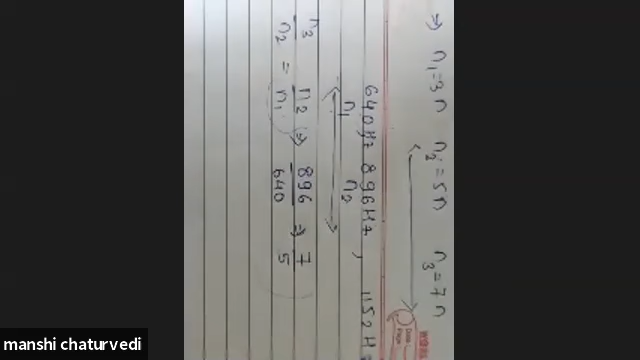 ⇒) n₁=3n n₂=5n n₃=7n
640Hz, 896Hz, 1152Hz
n₁ n₂
n₃/n₂ = n₂/n₁ ⇒ 896/640 ⇒ 7/5
manshi chaturvedi